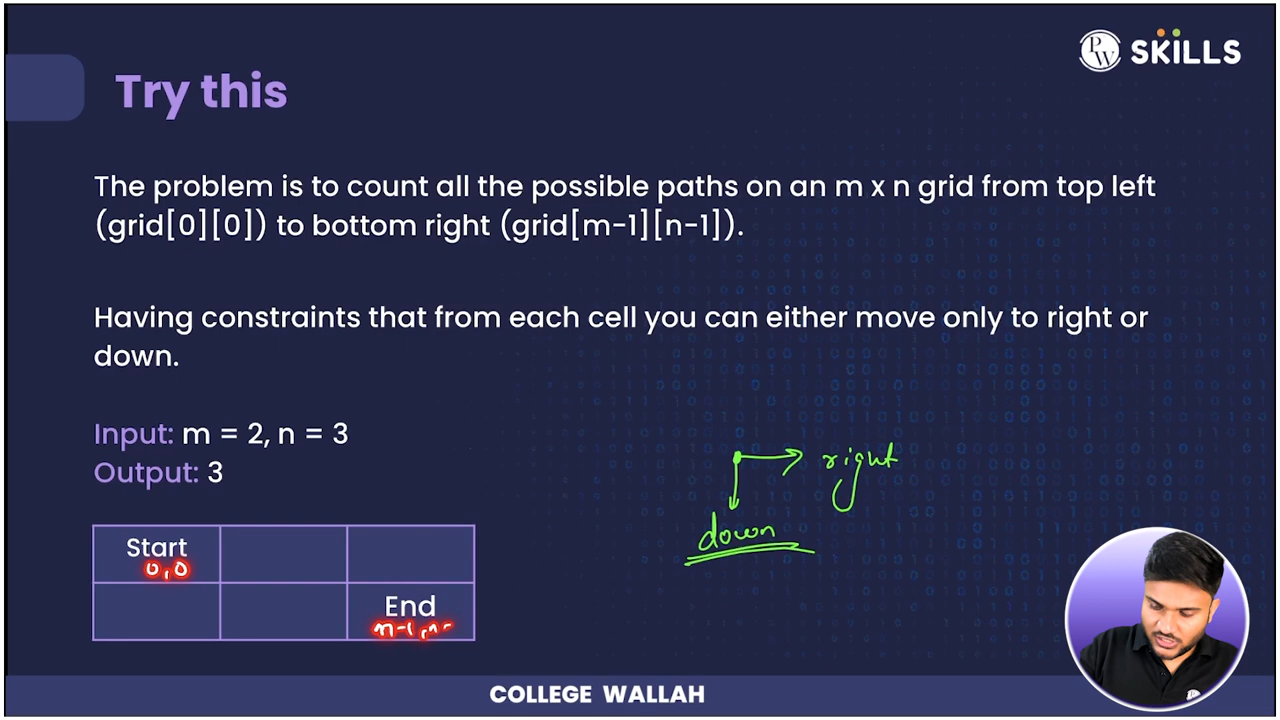 PW SKILLS
Try this
The problem is to count all the possible paths on an m x n grid from top left
(grid[0][0]) to bottom right (grid[m-1][n-1]).
Having constraints that from each cell you can either move only to right or
down.
Input: m = 2, n = 3
Output: 3
right
down
Start
0,0
End
m-1,n-
COLLEGE WALLAH